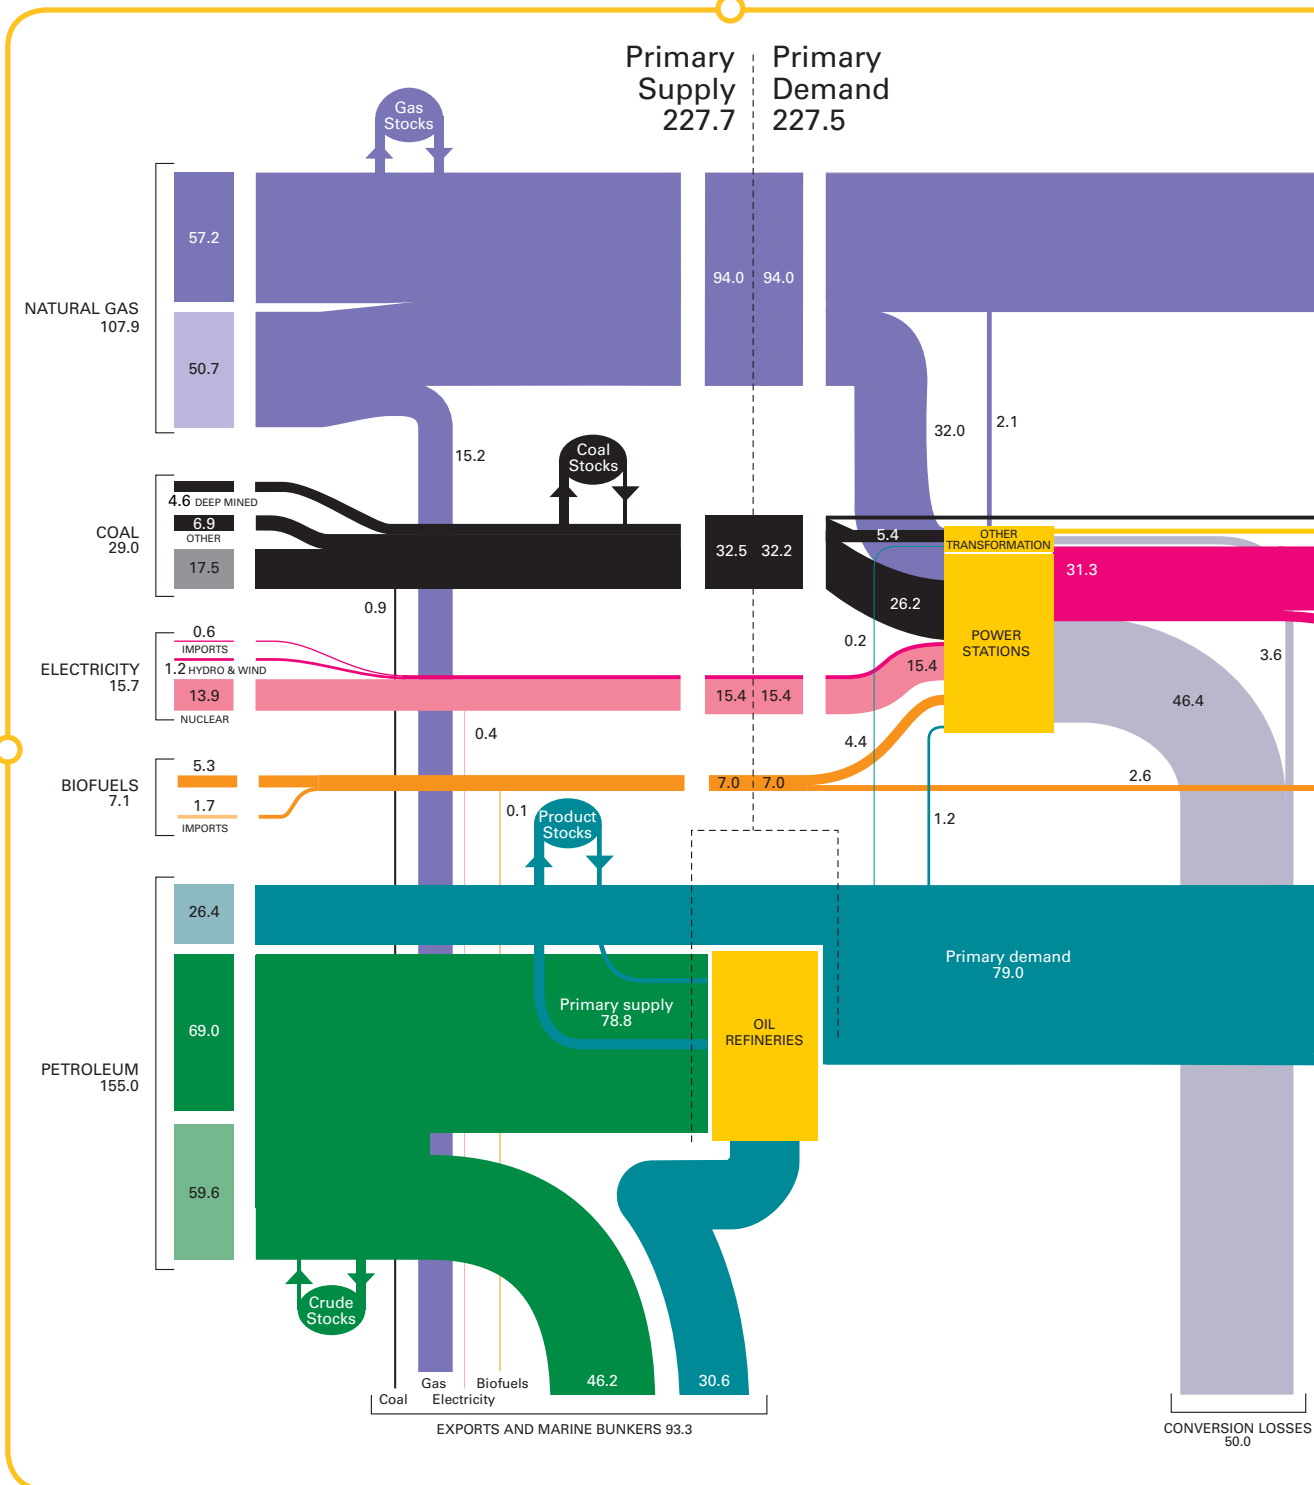 Primary
Supply
227.7
Primary
Demand
227.5
Gas
Stocks
57.2
94.0
94.0
NATURAL GAS
107.9
50.7
32.0
2.1
15.2
Coal
Stocks
4.6 DEEP MINED
6.9
OTHER
COAL
29.0
17.5
32.5
32.2
5.4
OTHER
TRANSFORMATION
31.3
26.2
0.9
0.2
POWER
STATIONS
0.6
IMPORTS
1.2 HYDRO & WIND
ELECTRICITY
15.7
13.9
NUCLEAR
15.4
15.4
15.4
3.6
46.4
0.4
4.4
5.3
BIOFUELS
7.1
1.7
IMPORTS
7.0
7.0
2.6
0.1
Product
Stocks
1.2
26.4
Primary demand
79.0
69.0
Primary supply
78.8
OIL
REFINERIES
PETROLEUM
155.0
59.6
Crude
Stocks
Coal
Gas
Electricity
Biofuels
46.2
30.6
EXPORTS AND MARINE BUNKERS 93.3
CONVERSION LOSSES
50.0